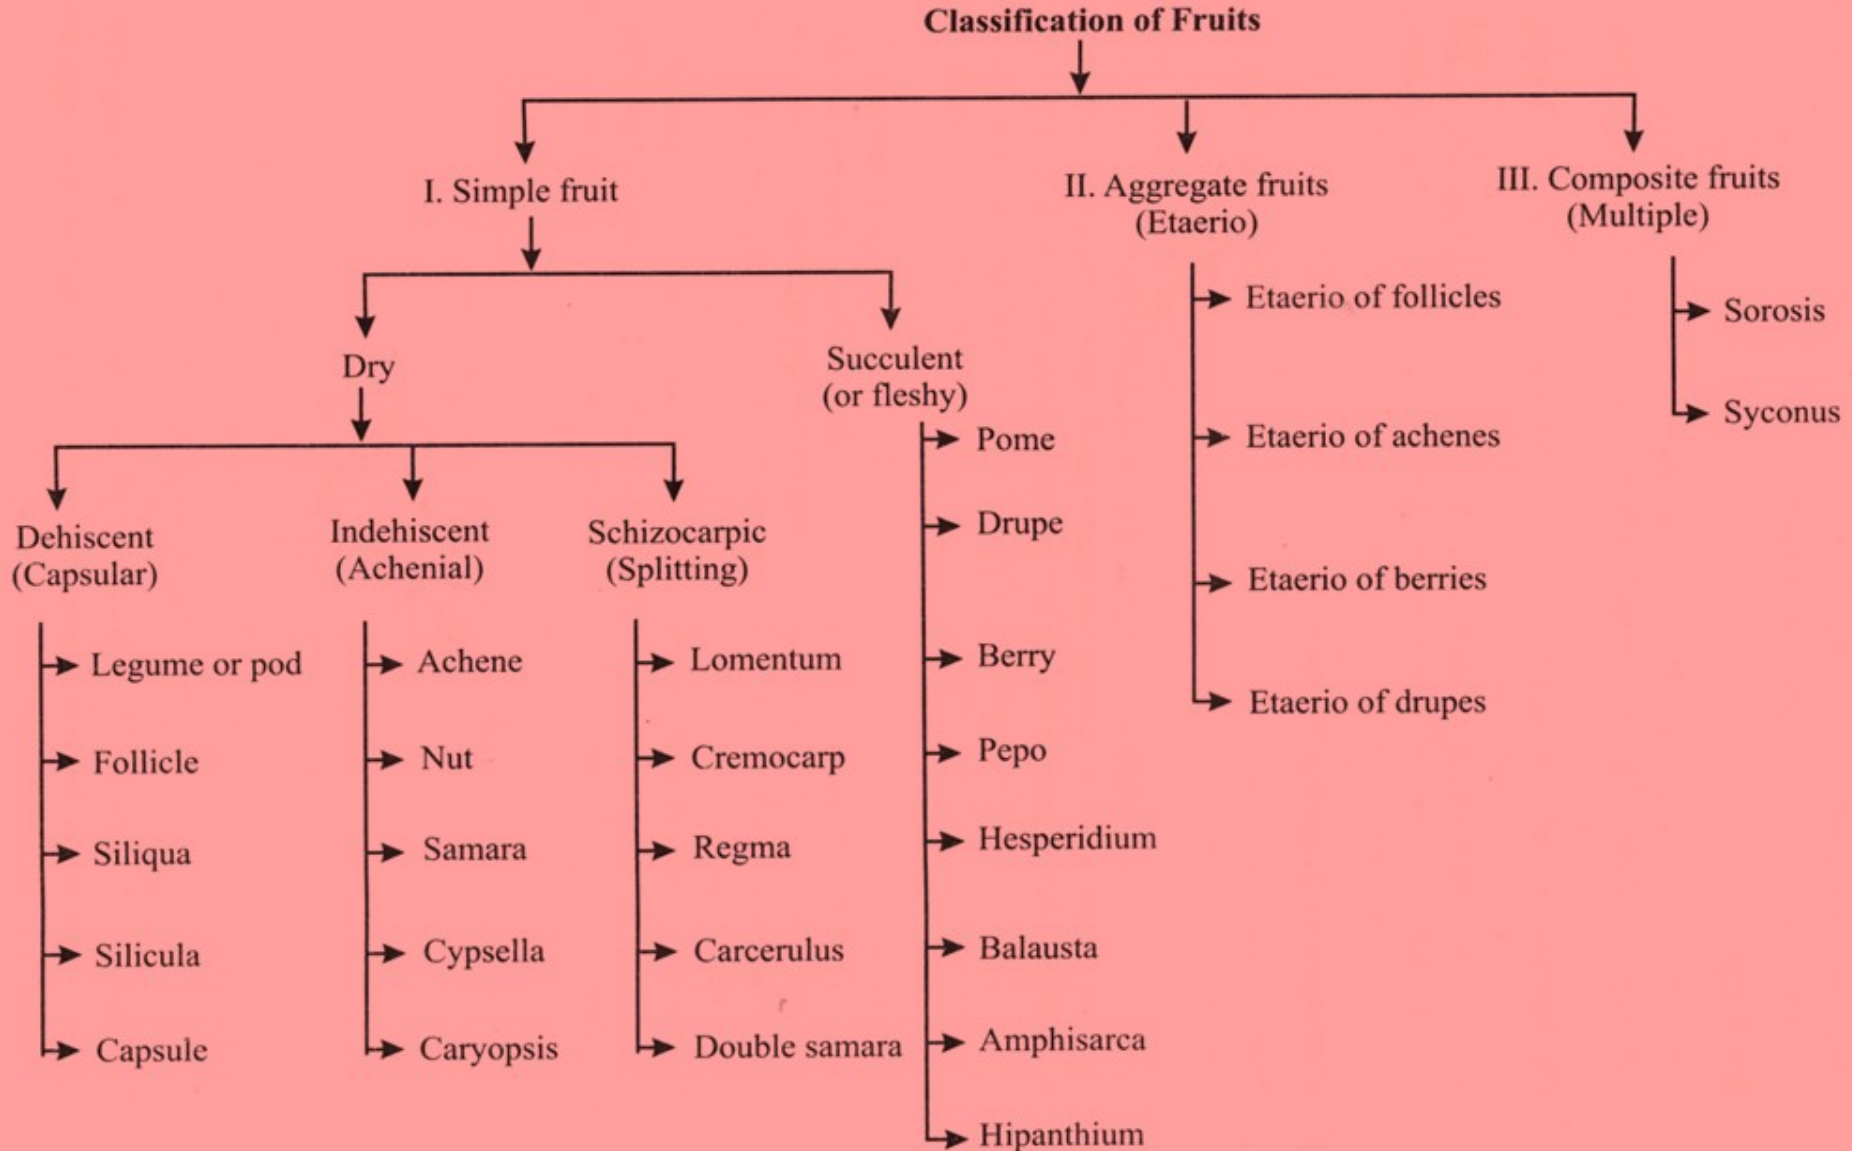 Classification of Fruits
I. Simple fruit
II. Aggregate fruits
(Etaerio)
III. Composite fruits
(Multiple)
Dry
Succulent
(or fleshy)
Dehiscent
(Capsular)
Indehiscent
(Achenial)
Schizocarpic
(Splitting)
Legume or pod
Follicle
Siliqua
Silicula
Capsule
Achene
Nut
Samara
Cypsella
Caryopsis
Lomentum
Cremocarp
Regma
Carcerulus
Double samara
Pome
Drupe
Berry
Pepo
Hesperidium
Balausta
Amphisarca
Hipanthium
Etaerio of follicles
Etaerio of achenes
Etaerio of berries
Etaerio of drupes
Sorosis
Syconus